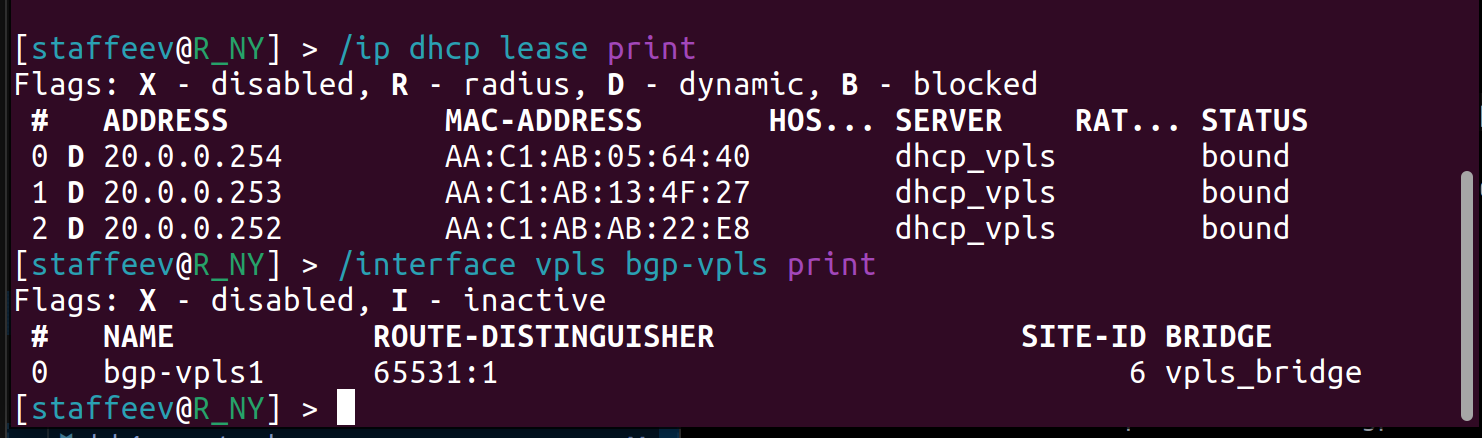 [staffeev@R_NY] > /ip dhcp lease print
Flags: X - disabled, R - radius, D - dynamic, B - blocked
# ADDRESS MAC-ADDRESS HOS... SERVER RAT... STATUS
0 D 20.0.0.254 AA:C1:AB:05:64:40 dhcp_vpls bound
1 D 20.0.0.253 AA:C1:AB:13:4F:27 dhcp_vpls bound
2 D 20.0.0.252 AA:C1:AB:AB:22:E8 dhcp_vpls bound
[staffeev@R_NY] > /interface vpls bgp-vpls print
Flags: X - disabled, I - inactive
# NAME ROUTE-DISTINGUISHER SITE-ID BRIDGE
0 bgp-vpls1 65531:1 6 vpls_bridge
[staffeev@R_NY] >